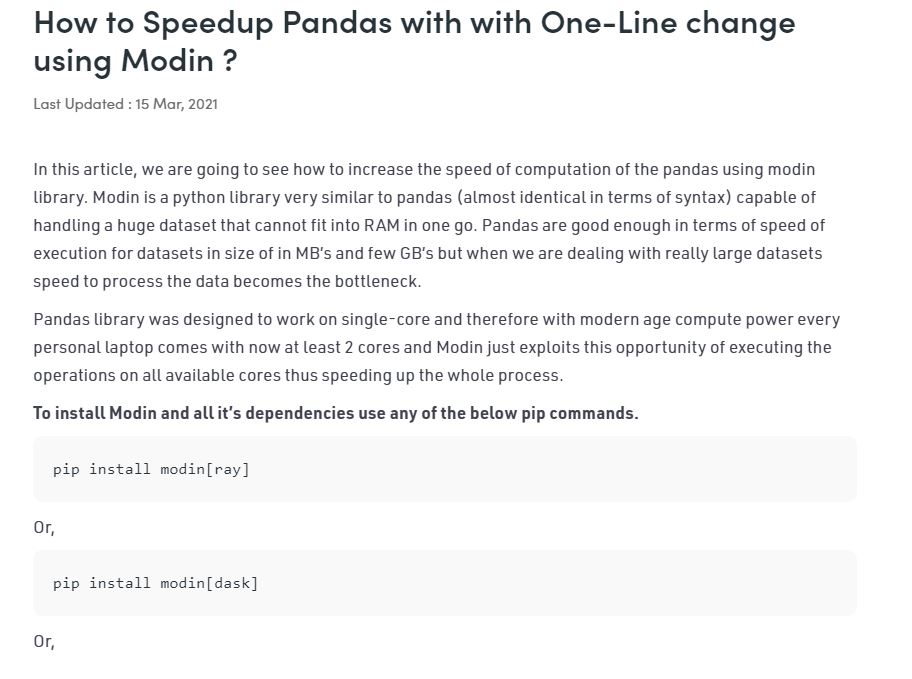 How to Speedup Pandas with with One-Line change
using Modin ?
Last Updated : 15 Mar, 2021
In this article, we are going to see how to increase the speed of computation of the pandas using modin
library. Modin is a python library very similar to pandas (almost identical in terms of syntax) capable of
handling a huge dataset that cannot fit into RAM in one go. Pandas are good enough in terms of speed of
execution for datasets in size of in MB's and few GB's but when we are dealing with really large datasets
speed to process the data becomes the bottleneck.
Pandas library was designed to work on single-core and therefore with modern age compute power every
personal laptop comes with now at least 2 cores and Modin just exploits this opportunity of executing the
operations on all available cores thus speeding up the whole process.
To install Modin and all it's dependencies use any of the below pip commands.
pip install modin[ray]
Or,
pip install modin[dask]
Or,